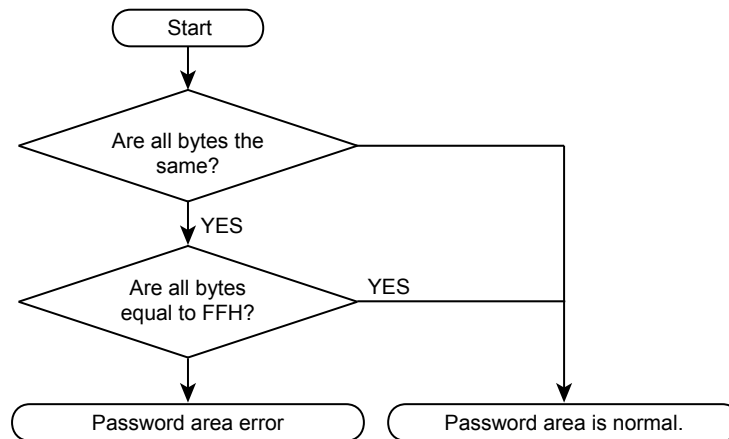 Start
Are all bytes the
same?
YES
Are all bytes
equal to FFH?
YES
Password area error
Password area is normal.